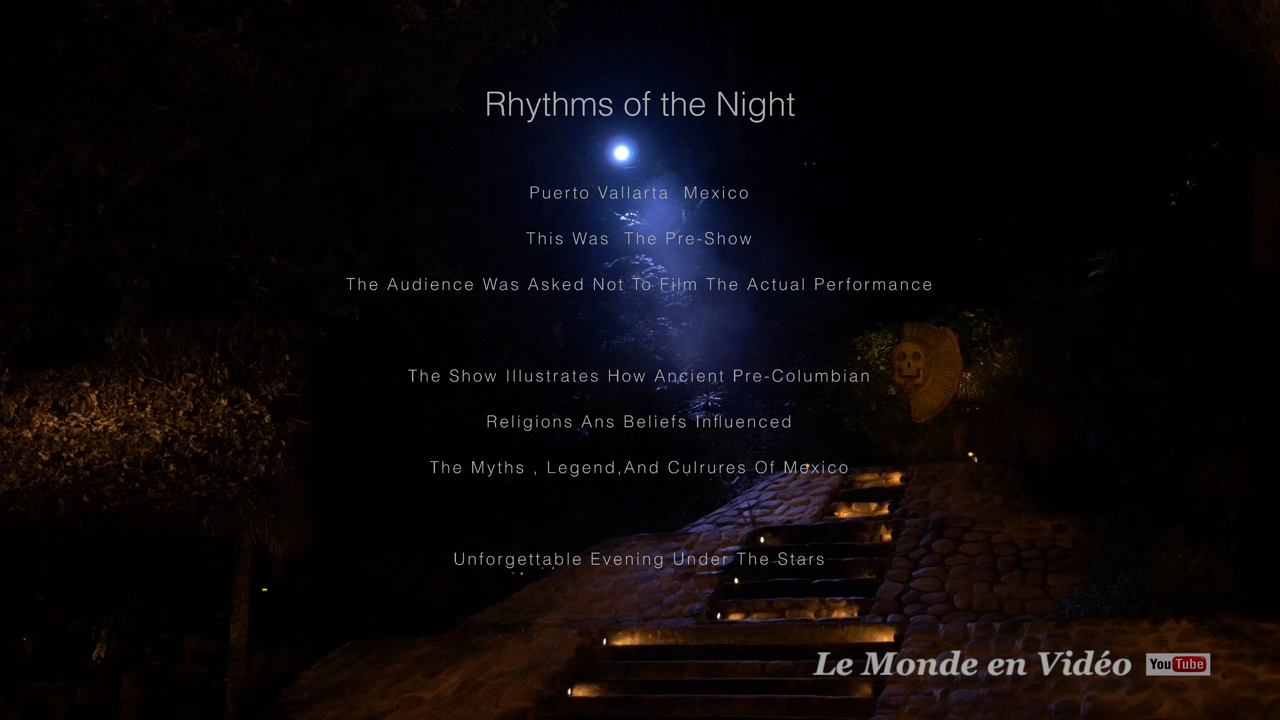 Rhythms of the Night
Puerto Vallarta  Mexico
This Was  The Pre-Show
The Audience Was Asked Not To Film The Actual Performance
The Show Illustrates How Ancient Pre-Columbian
Religions Ans Beliefs Influenced
The Myths , Legend,And Culrures Of Mexico
Unforgettable Evening Under The Stars
Le Monde en Vidéo YouTube